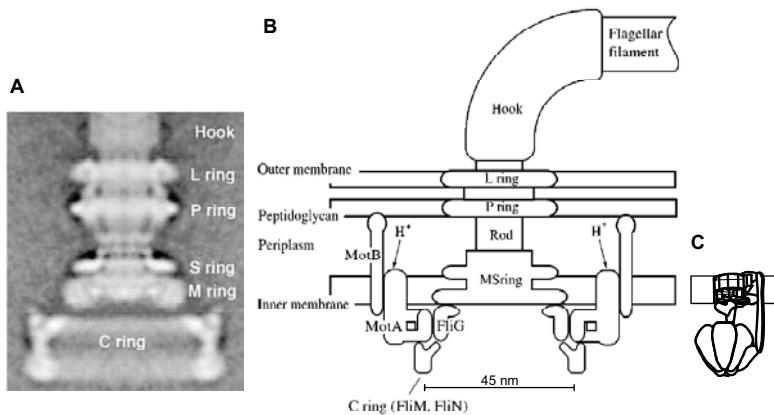 A
Hook
L ring
P ring
S ring
M ring
C ring
B
Flagellar
filament
Hook
Outer membrane
L ring
Peptidoglycan
P ring
Periplasm
H+
Rod
H+
MotB
MSring
Inner membrane
MotA
FliG
45 nm
C ring (FliM, FliN)
C